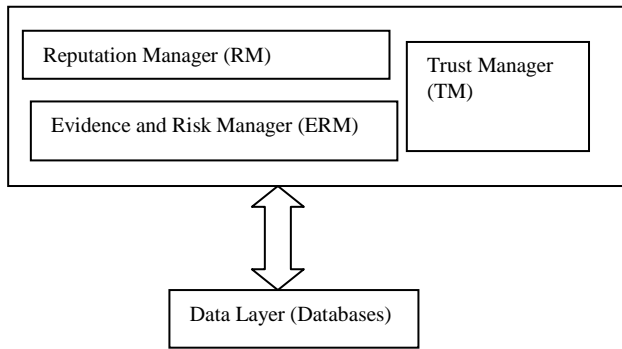 Reputation Manager (RM)
Trust Manager
(TM)
Evidence and Risk Manager (ERM)
Data Layer (Databases)